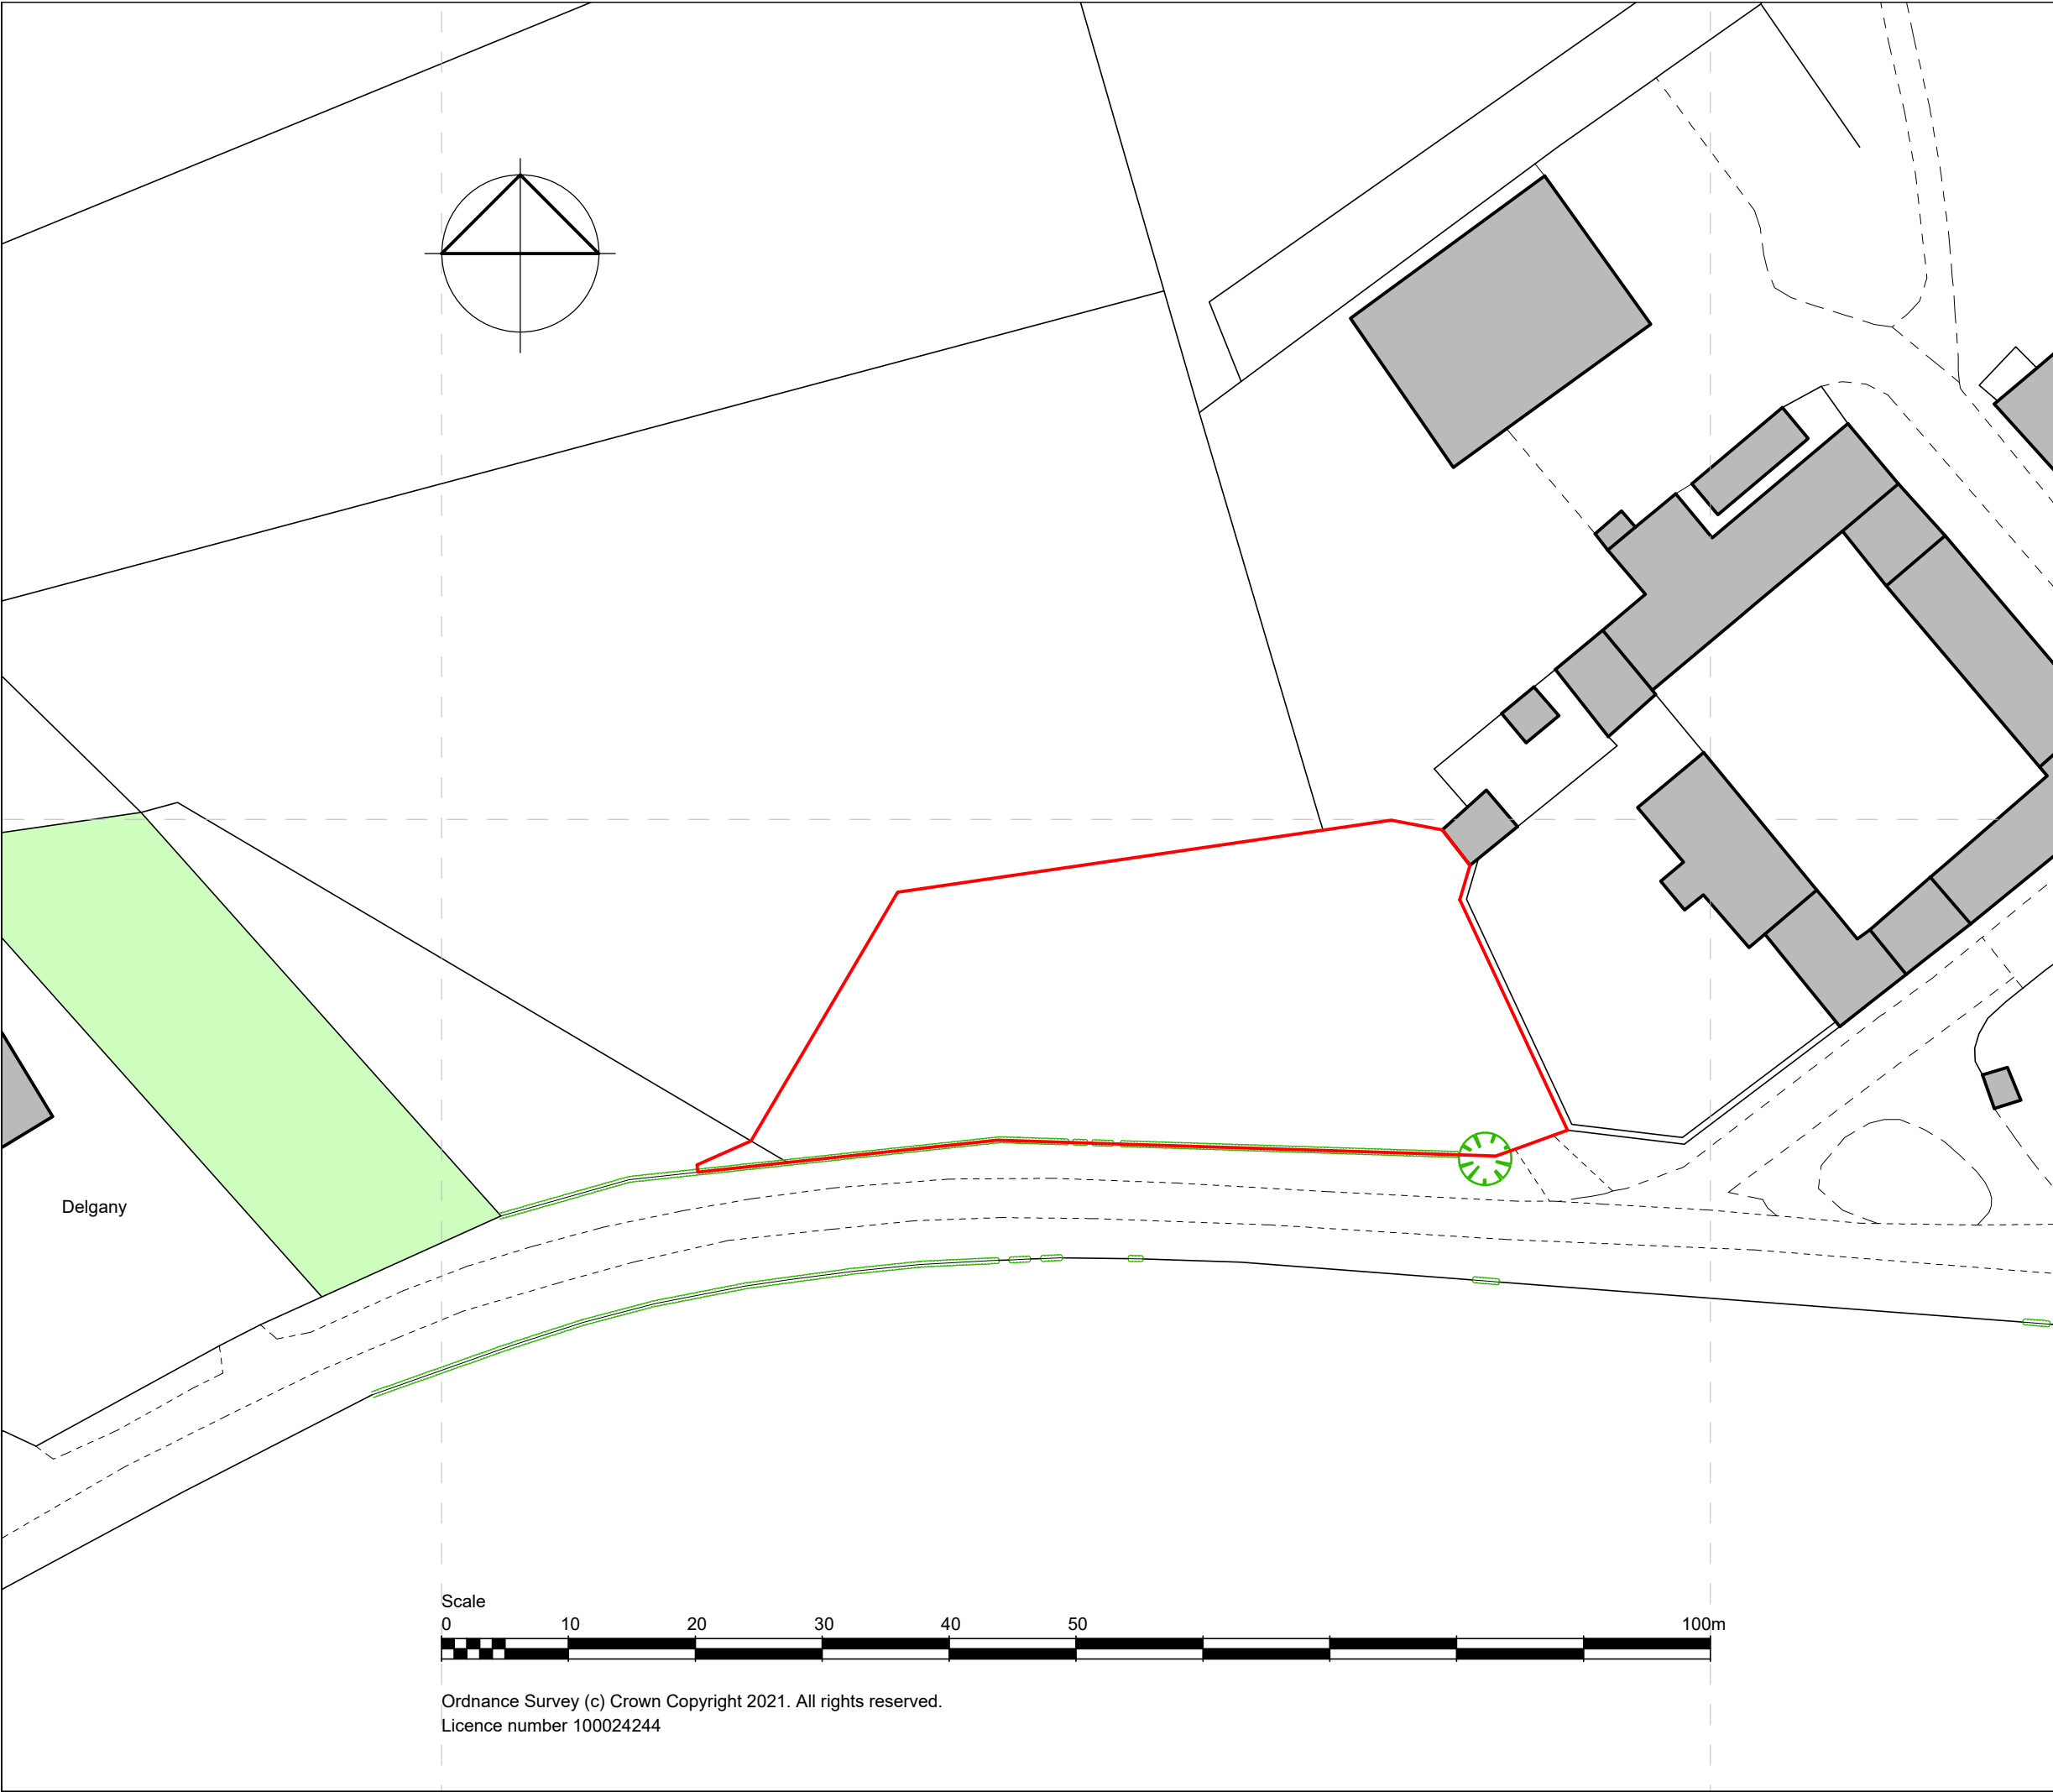 Delgany
Scale
0 10 20 30 40 50 100m
Ordnance Survey (c) Crown Copyright 2021. All rights reserved.
Licence number 100024244